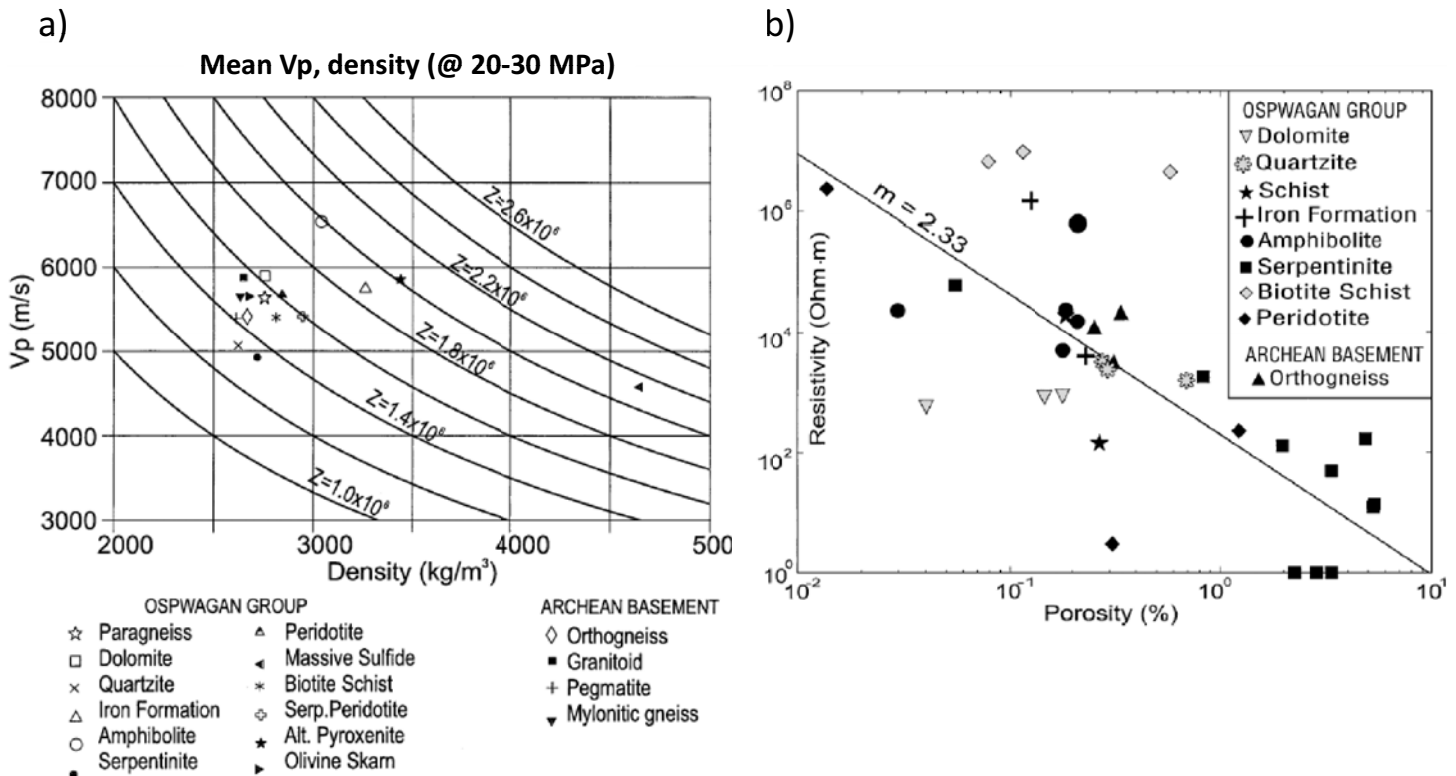 a)
Mean Vp, density (@ 20-30 MPa)
8000
7000
6000
5000
4000
3000
Vp (m/s)
Z=2.6x10⁶
Z=2.2x10⁶
Z=1.8x10⁶
Z=1.4x10⁶
Z=1.0x10⁶
2000
3000
4000
500
Density (kg/m³)
OSPWAGAN GROUP
Paragneiss
Dolomite
Quartzite
Iron Formation
Amphibolite
Serpentinite
Peridotite
Massive Sulfide
Biotite Schist
Serp.Peridotite
Alt. Pyroxenite
Olivine Skarn
ARCHEAN BASEMENT
Orthogneiss
Granitoid
Pegmatite
Mylonitic gneiss
b)
10⁸
10⁶
10⁴
10²
10⁰
Resistivity (Ohm·m)
m = 2.33
OSPWAGAN GROUP
Dolomite
Quartzite
Schist
Iron Formation
Amphibolite
Serpentinite
Biotite Schist
Peridotite
ARCHEAN BASEMENT
Orthogneiss
10⁻²
10⁻¹
10⁰
10¹
Porosity (%)